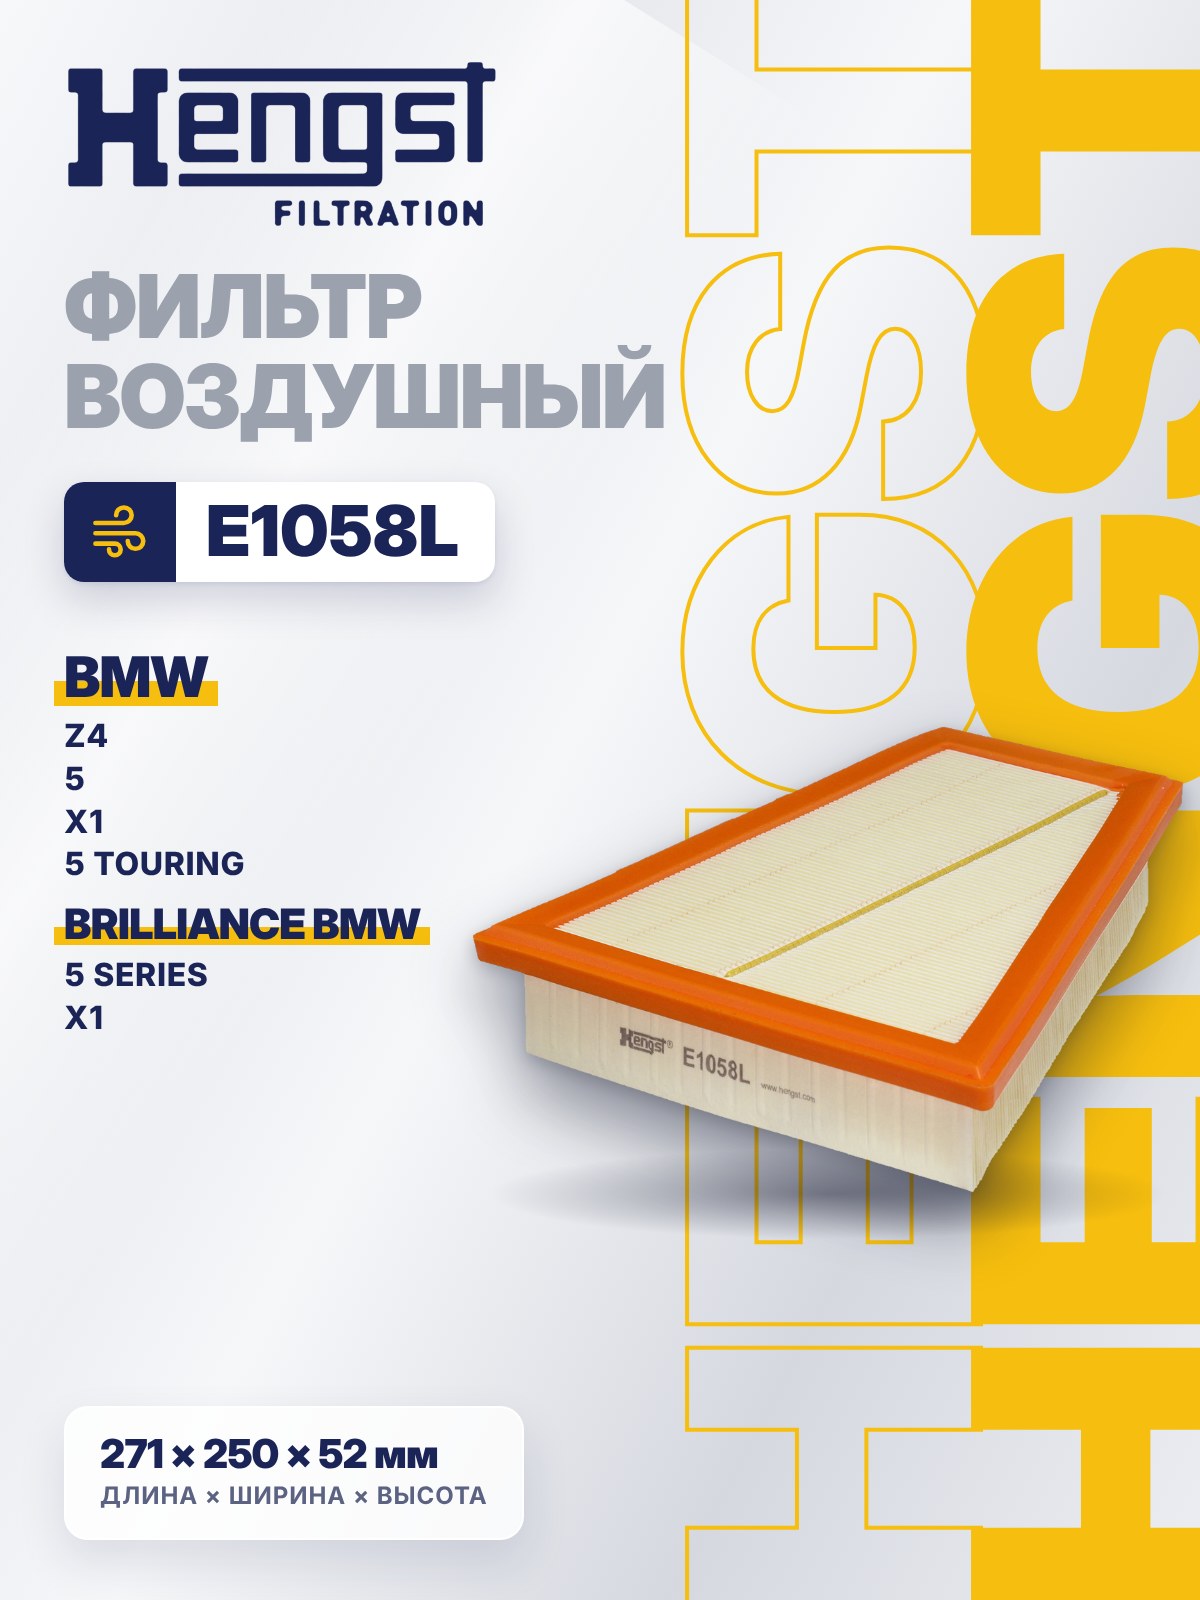 Hengst
FILTRATION
ФИЛЬТР
ВОЗДУШНЫЙ
E1058L
BMW
Z4
5
X1
5 TOURING
BRILLIANCE BMW
5 SERIES
X1
Hengst® E1058L www.hengst.com
271 × 250 × 52 мм
ДЛИНА × ШИРИНА × ВЫСОТА
HENGST
HENGST